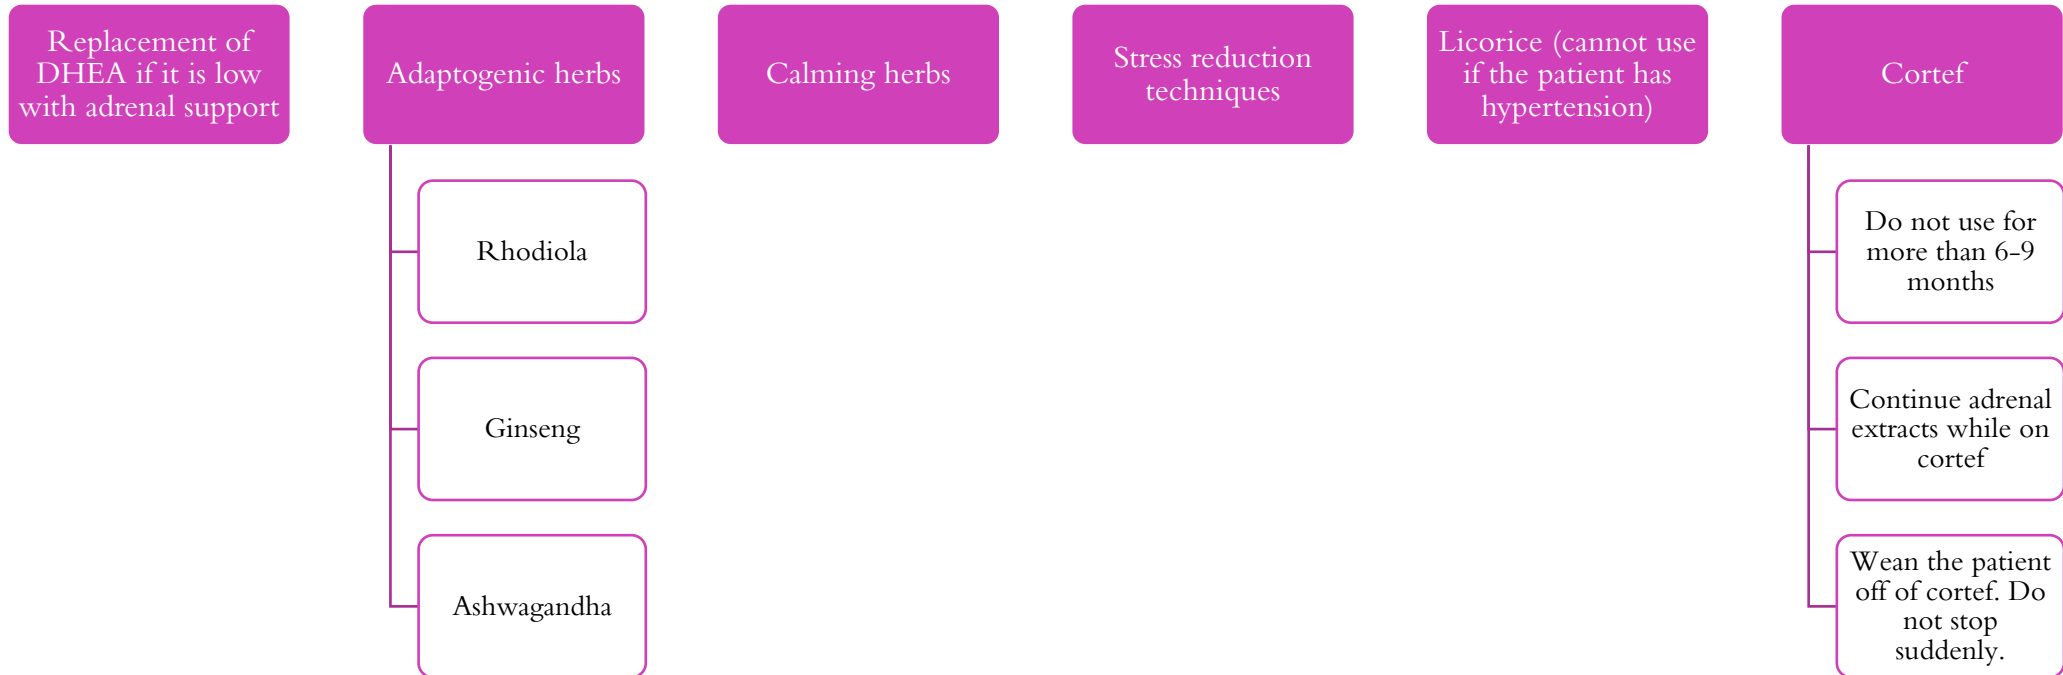 Replacement of
DHEA if it is low
with adrenal support
Adaptogenic herbs
Rhodiola
Ginseng
Ashwagandha
Calming herbs
Stress reduction
techniques
Licorice (cannot use
if the patient has
hypertension)
Cortef
Do not use for
more than 6-9
months
Continue adrenal
extracts while on
cortef
Wean the patient
off of cortef. Do
not stop
suddenly.